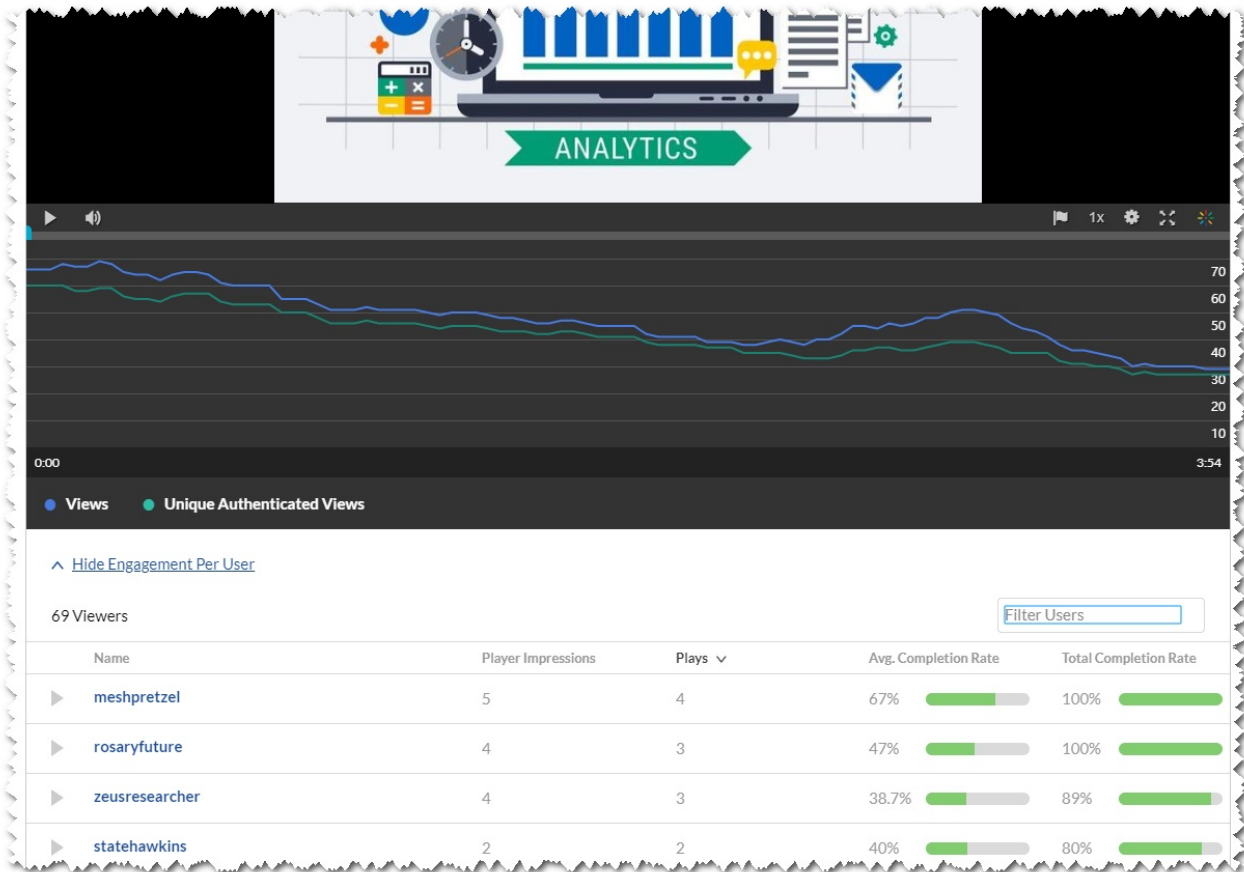 ANALYTICS
1x
70
60
50
40
30
20
10
0:00 3:54
Views Unique Authenticated Views
Hide Engagement Per User
69 Viewers Filter Users
Name Player Impressions Plays Avg. Completion Rate Total Completion Rate
meshpretzel 5 4 67% 100%
rosaryfuture 4 3 47% 100%
zeusresearcher 4 3 38.7% 89%
statehawkins 2 2 40% 80%